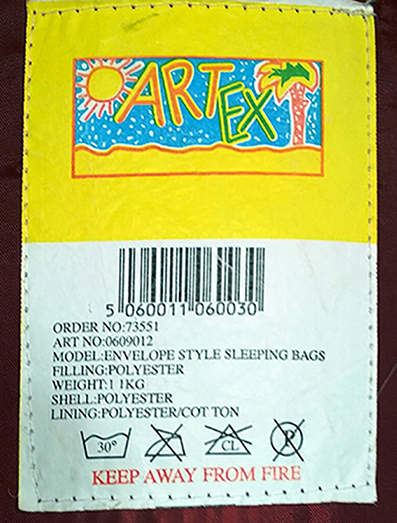 ARTEX
5 060011 060030
ORDER NO:73551
ART NO:0609012
MODEL:ENVELOPE STYLE SLEEPING BAGS
FILLING:POLYESTER
WEIGHT:1 1KG
SHELL:POLYESTER
LINING:POLYESTER/COT TON
30° CL P
KEEP AWAY FROM FIRE